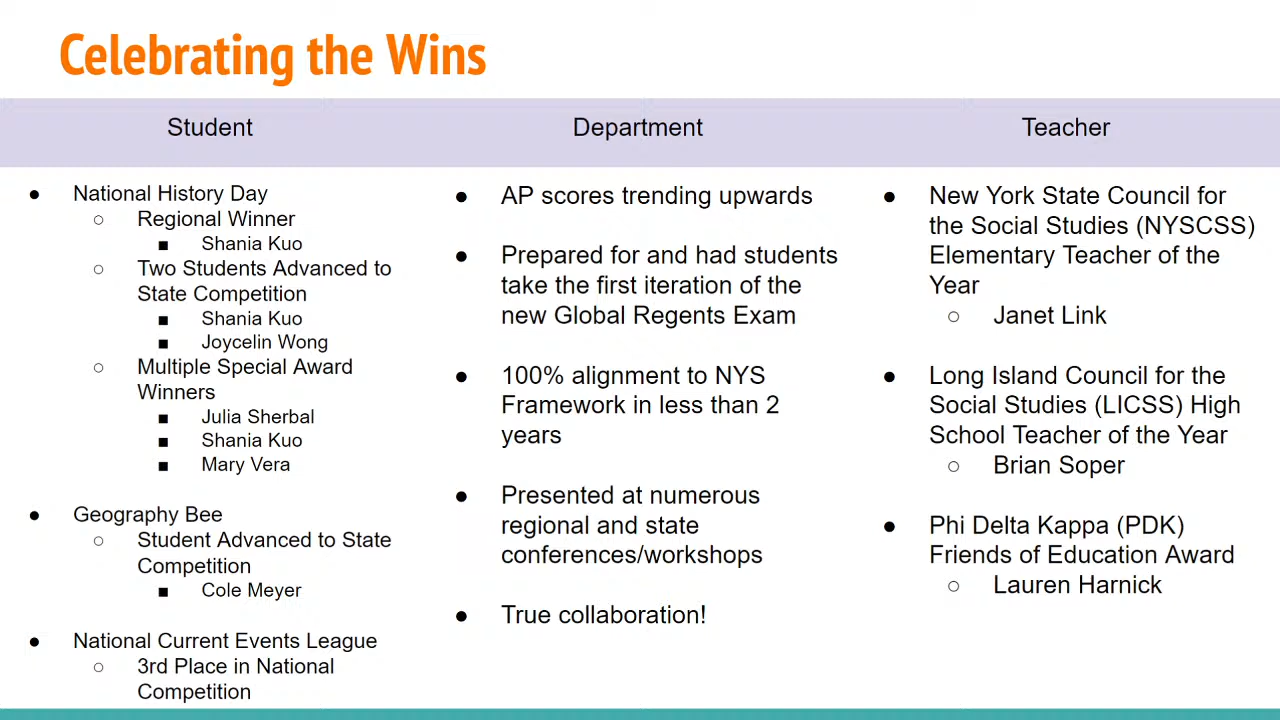 Celebrating the Wins
Student
Department
Teacher
● National History Day
○ Regional Winner
■ Shania Kuo
○ Two Students Advanced to
State Competition
■ Shania Kuo
■ Joycelin Wong
○ Multiple Special Award
Winners
■ Julia Sherbal
■ Shania Kuo
■ Mary Vera
● Geography Bee
○ Student Advanced to State
Competition
■ Cole Meyer
● National Current Events League
○ 3rd Place in National
Competition
● AP scores trending upwards
● Prepared for and had students
take the first iteration of the
new Global Regents Exam
● 100% alignment to NYS
Framework in less than 2
years
● Presented at numerous
regional and state
conferences/workshops
● True collaboration!
● New York State Council for
the Social Studies (NYSCSS)
Elementary Teacher of the
Year
○ Janet Link
● Long Island Council for the
Social Studies (LICSS) High
School Teacher of the Year
○ Brian Soper
● Phi Delta Kappa (PDK)
Friends of Education Award
○ Lauren Harnick